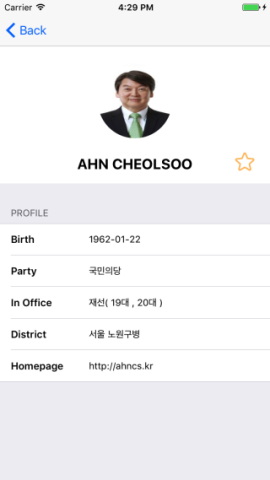 Carrier 4:29 PM
Back
AHN CHEOLSOO
PROFILE
Birth 1962-01-22
Party 국민의당
In Office 재선( 19대 , 20대 )
District 서울 노원구병
Homepage http://ahncs.kr